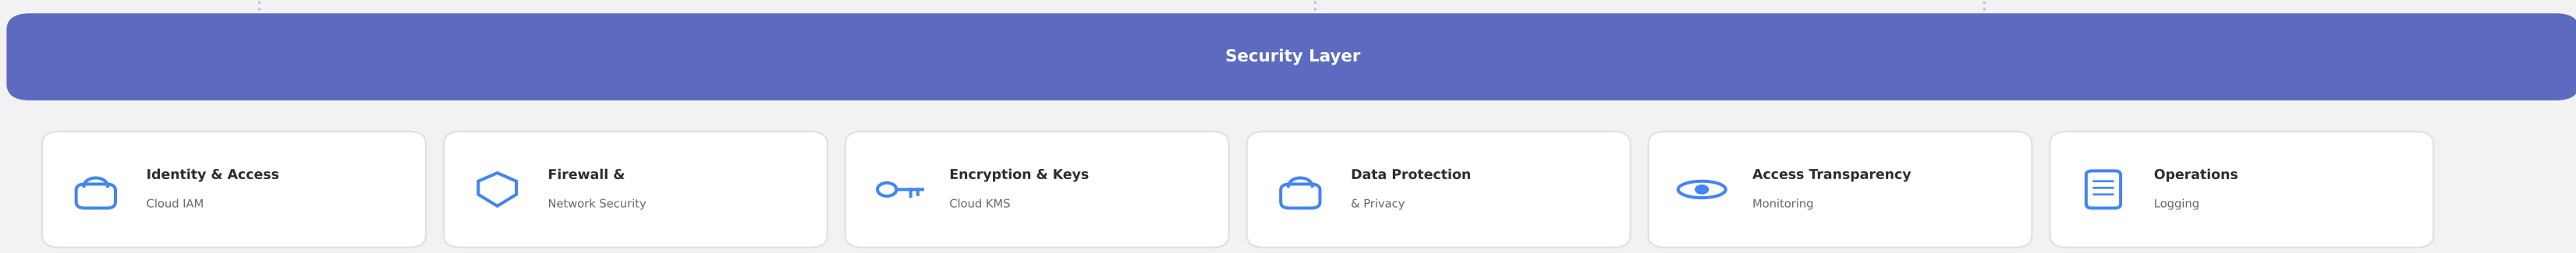 Security Layer
Identity & Access
Cloud IAM
Firewall &
Network Security
Encryption & Keys
Cloud KMS
Data Protection
& Privacy
Access Transparency
Monitoring
Operations
Logging